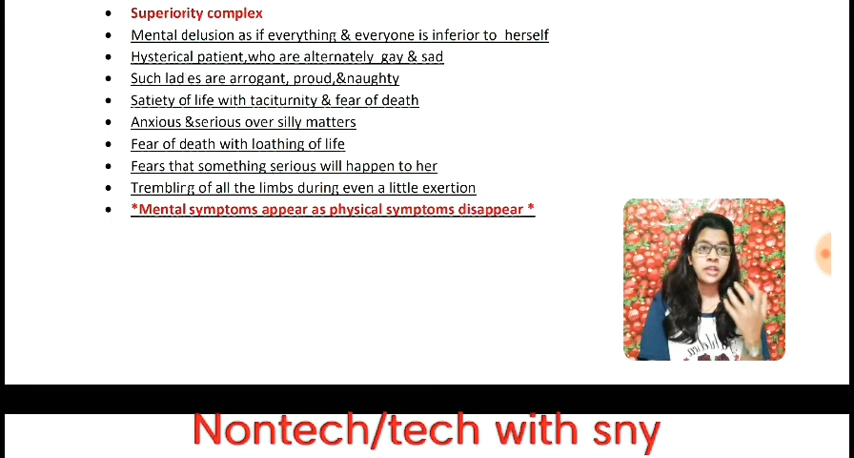 Superiority complex
Mental delusion as if everything & everyone is inferior to herself
Hysterical patient,who are alternately gay & sad
Such lad es are arrogant, proud,&naughty
Satiety of life with taciturnity & fear of death
Anxious &serious over silly matters
Fear of death with loathing of life
Fears that something serious will happen to her
Tremblirg of all the limbs during even a little exertion
*Mental symptoms appear as physical symptoms disappear *
Nontech/tech with sny